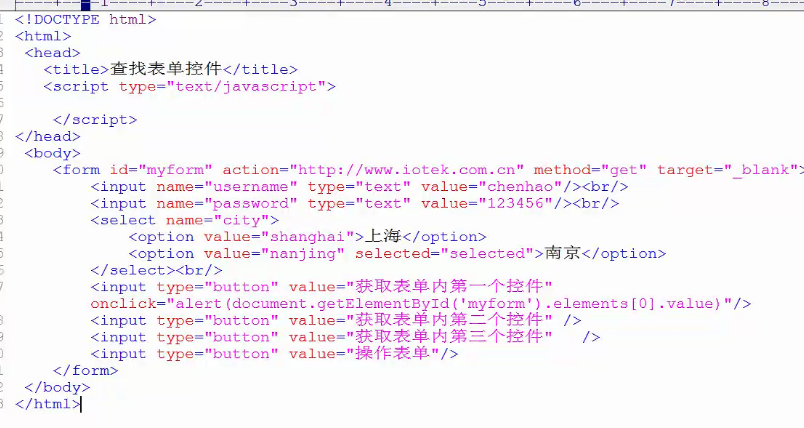 ----+----1----+----2----+----3----+----4----+----5----+----6----+----7----+----8--
<!DOCTYPE html>
<html>
<head>
<title>查找表单控件</title>
<script type="text/javascript">
</script>
</head>
<body>
<form id="myform" action="http://www.iotek.com.cn" method="get" target="_blank">
<input name="username" type="text" value="chenhao"/><br/>
<input name="password" type="text" value="123456"/><br/>
<select name="city">
<option value="shanghai">上海</option>
<option value="nanjing" selected="selected">南京</option>
</select><br/>
<input type="button" value="获取表单内第一个控件"
onclick="alert(document.getElementById('myform').elements[0].value)"/>
<input type="button" value="获取表单内第二个控件" />
<input type="button" value="获取表单内第三个控件" />
<input type="button" value="操作表单"/>
</form>
</body>
</html>